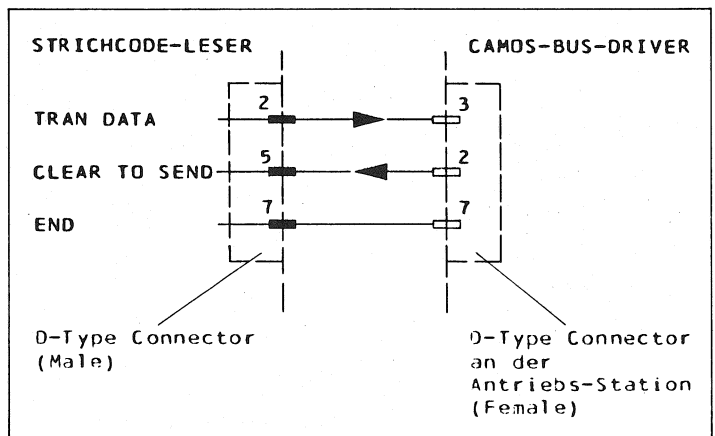 STRICHCODE-LESER
CAMOS-BUS-DRIVER
TRAN DATA
2
3
CLEAR TO SEND
5
2
END
7
7
D-Type Connector
(Male)
D-Type Connector
an der
Antriebs-Station
(Female)